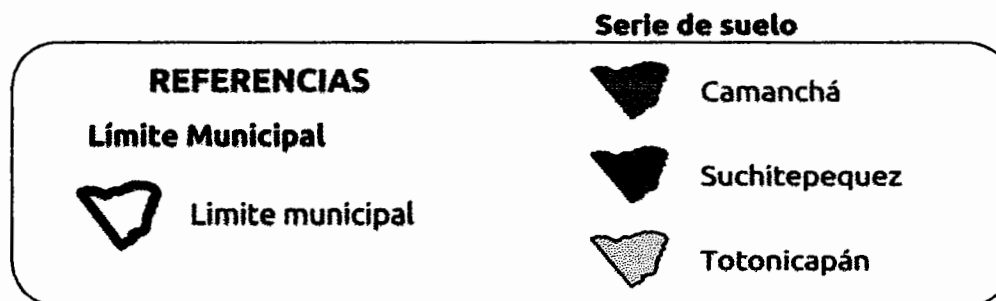 Serie de suelo
REFERENCIAS
Límite Municipal
Limite municipal
Camanchá
Suchitepequez
Totonicapán